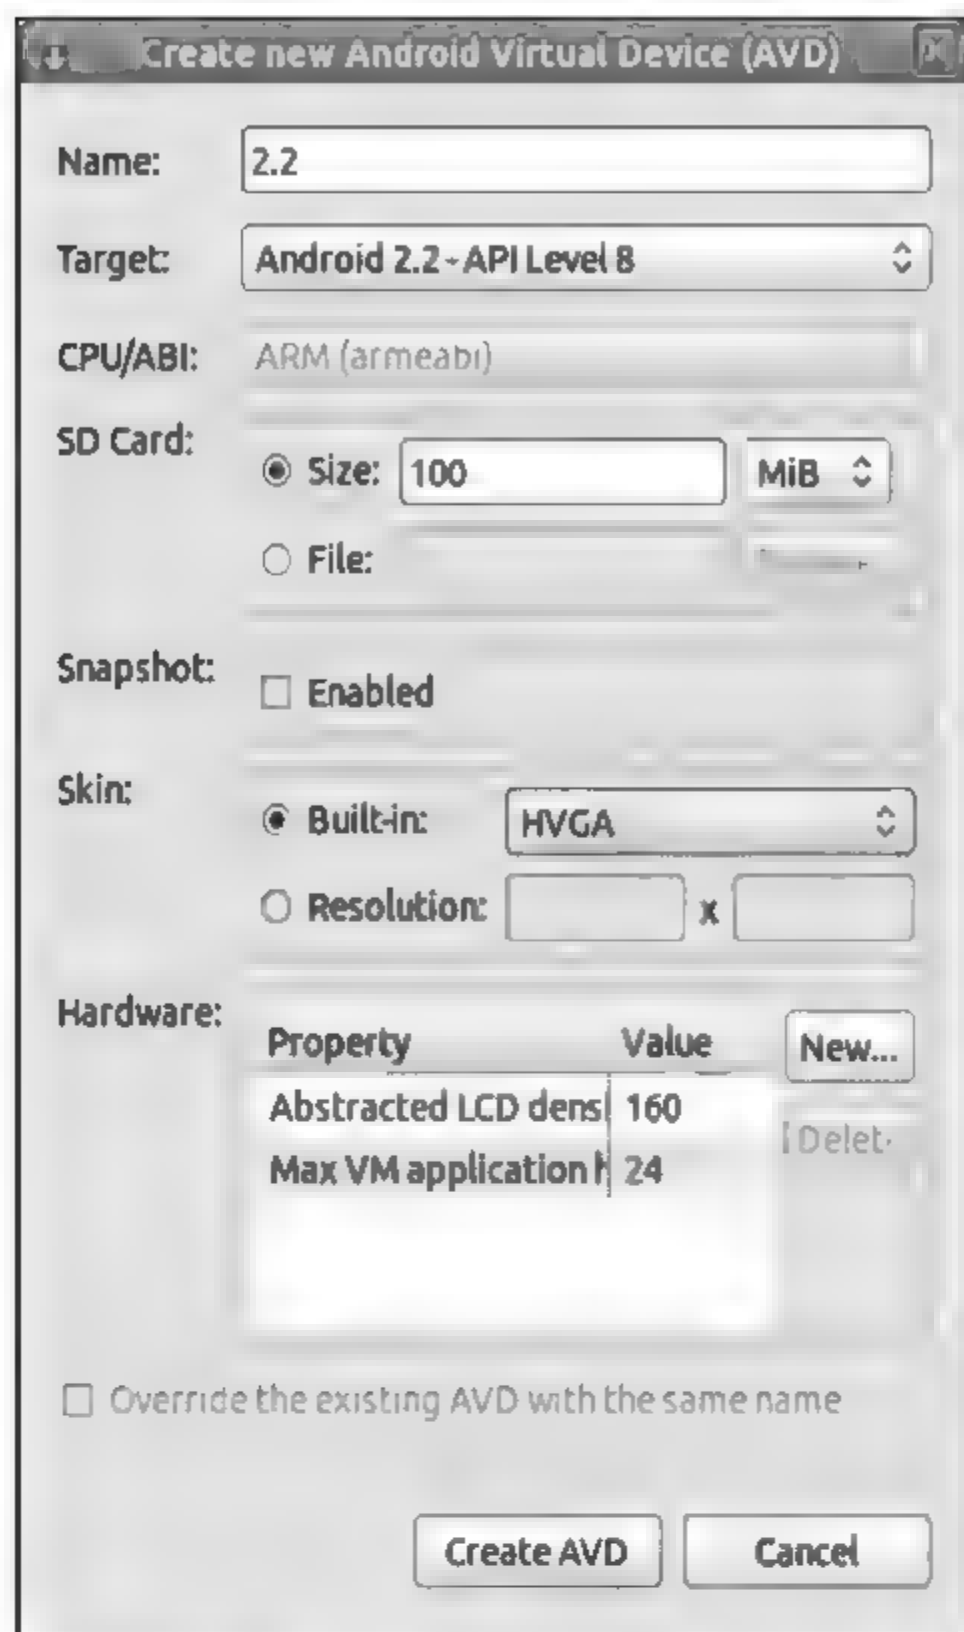 Create new Android Virtual Device (AVD)
Name: 2.2
Target: Android 2.2 - API Level 8
CPU/ABI: ARM (armeabi)
SD Card:
Size: 100 MiB
File:
Snapshot:
Enabled
Skin:
Built-in: HVGA
Resolution: x
Hardware:
Property Value New...
Abstracted LCD densi 160
Delet
Max VM application h 24
Override the existing AVD with the same name
Create AVD Cancel